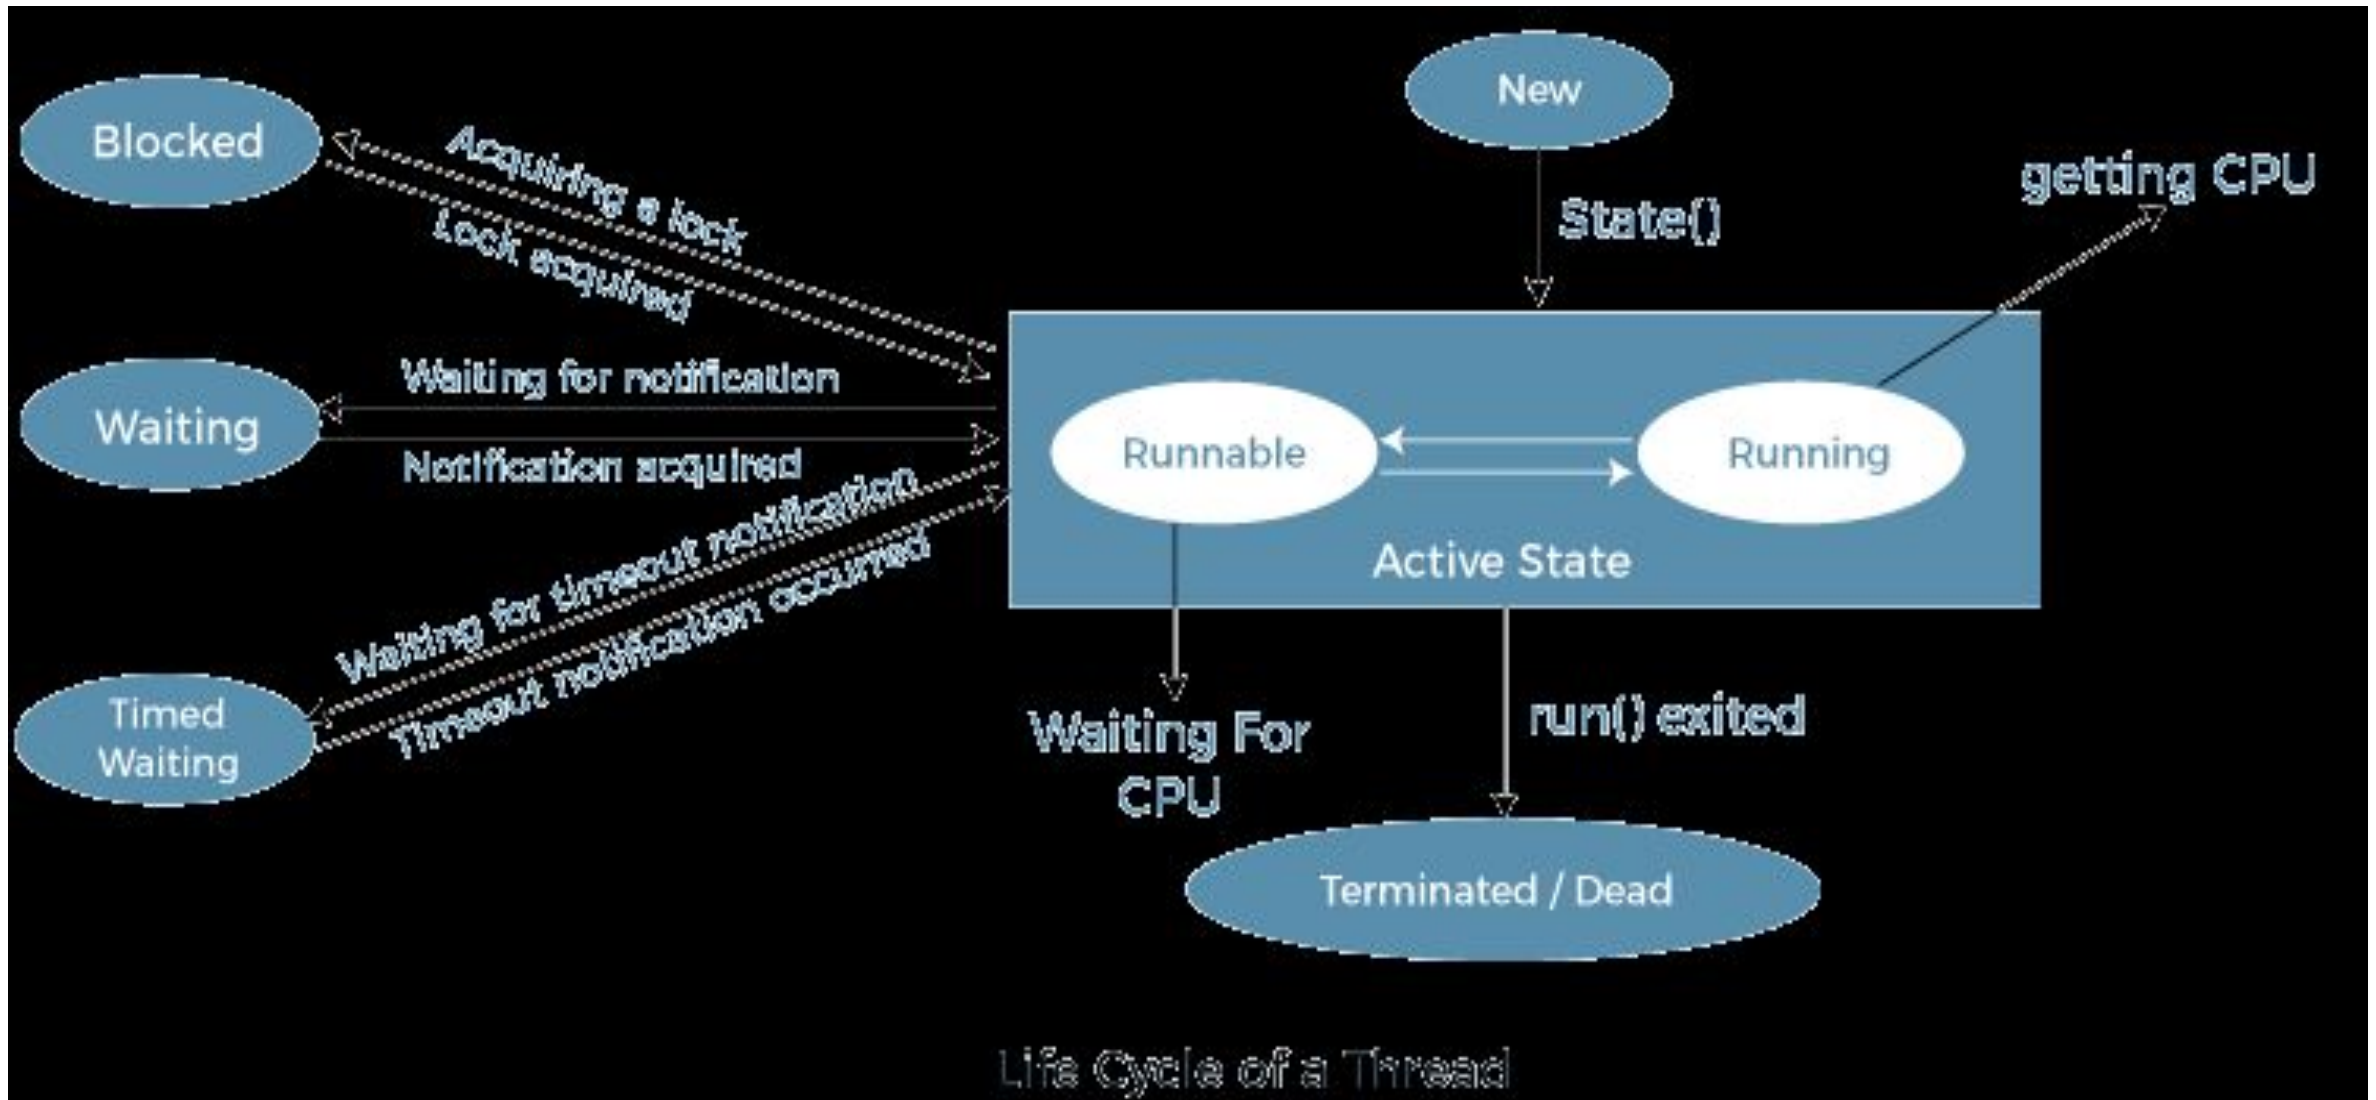 New
Blocked
Acquiring a lock
getting CPU
State()
Lock acquired
Waiting for notification
Waiting
Notification acquired
Runnable
Running
Active State
Waiting for timeout notification
Timeout notification occurred
Timed
Waiting
Waiting For
CPU
run() exited
Terminated / Dead
Life Cycle of a Thread